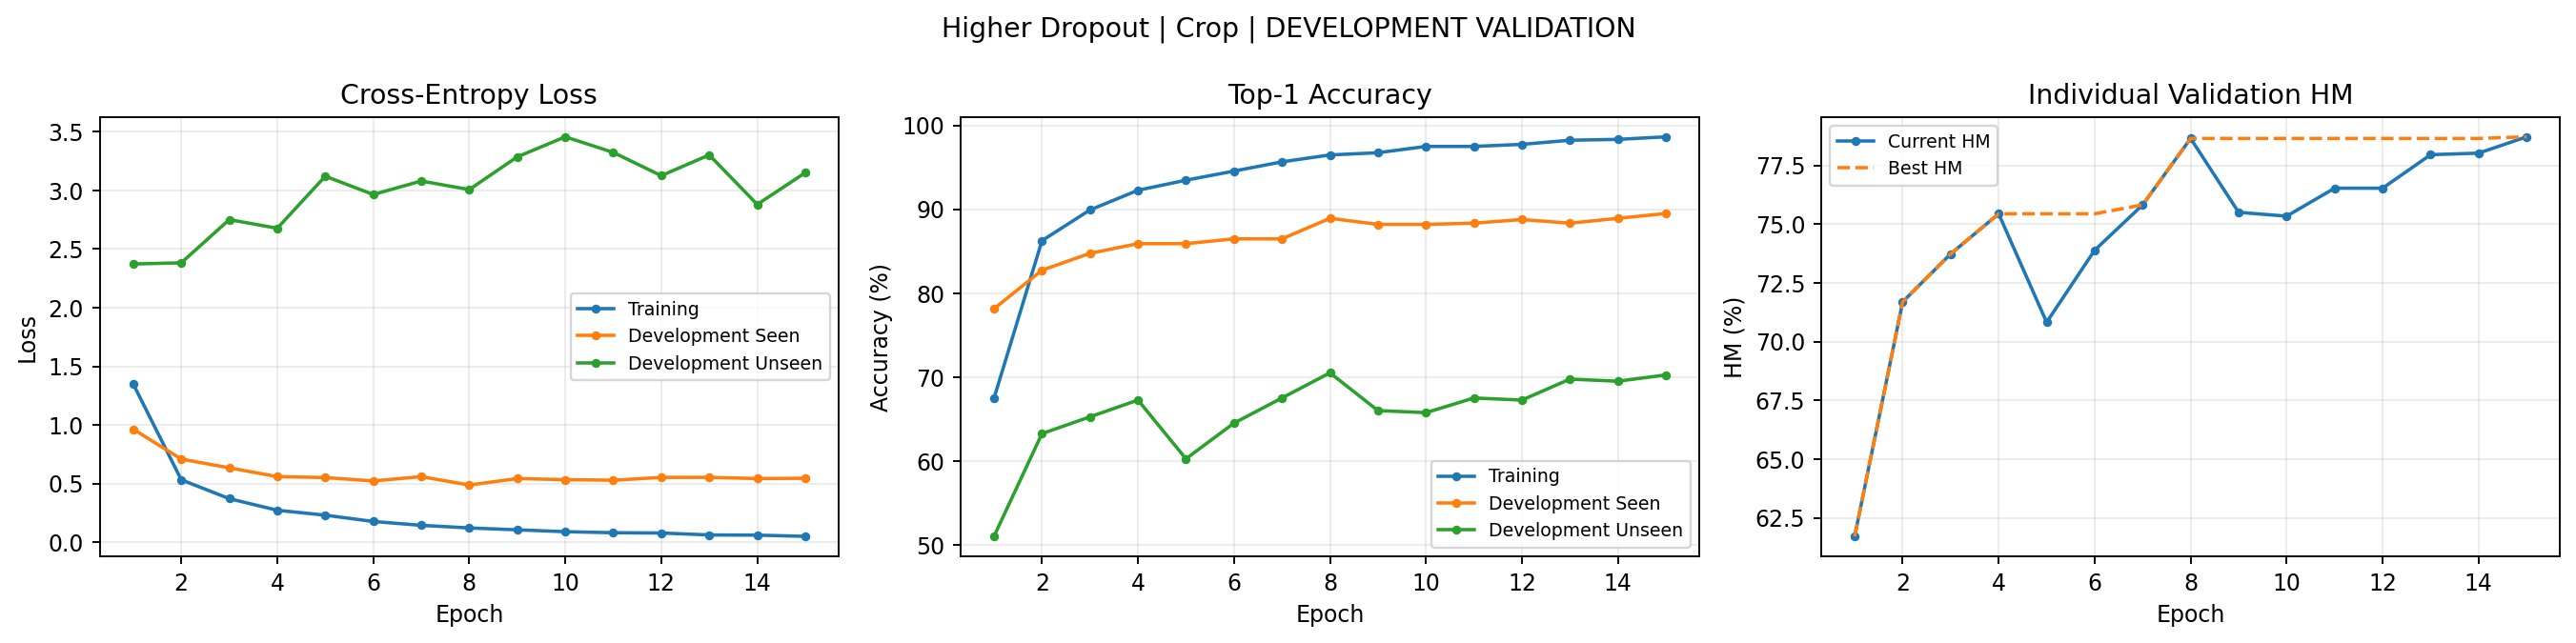 Higher Dropout | Crop | DEVELOPMENT VALIDATION
Cross-Entropy Loss
3.5
3.0
2.5
2.0
1.5
1.0
0.5
0.0
Loss
Training
Development Seen
Development Unseen
2 4 6 8 10 12 14
Epoch
Top-1 Accuracy
100
90
80
70
60
50
Accuracy (%)
Training
Development Seen
Development Unseen
2 4 6 8 10 12 14
Epoch
Individual Validation HM
Current HM
Best HM
77.5
75.0
72.5
70.0
67.5
65.0
62.5
HM (%)
2 4 6 8 10 12 14
Epoch